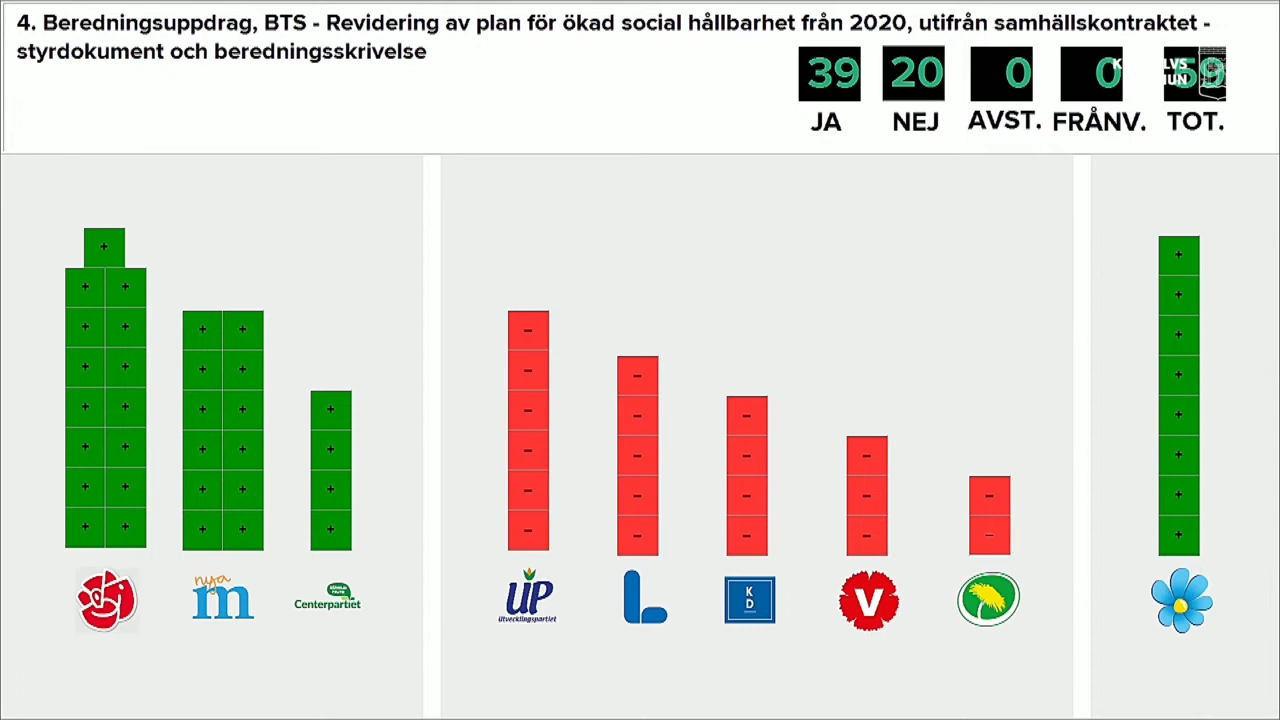 4. Beredningsuppdrag, BTS - Revidering av plan för ökad social hållbarhet från 2020, utifrån samhällskontraktet -
styrdokument och beredningsskrivelse
39 20 0 0 59
JA NEJ AVST. FRÅNV. TOT.
nya
m
Centerpartiet
UP
Utvecklingspartiet
L
K
D
V